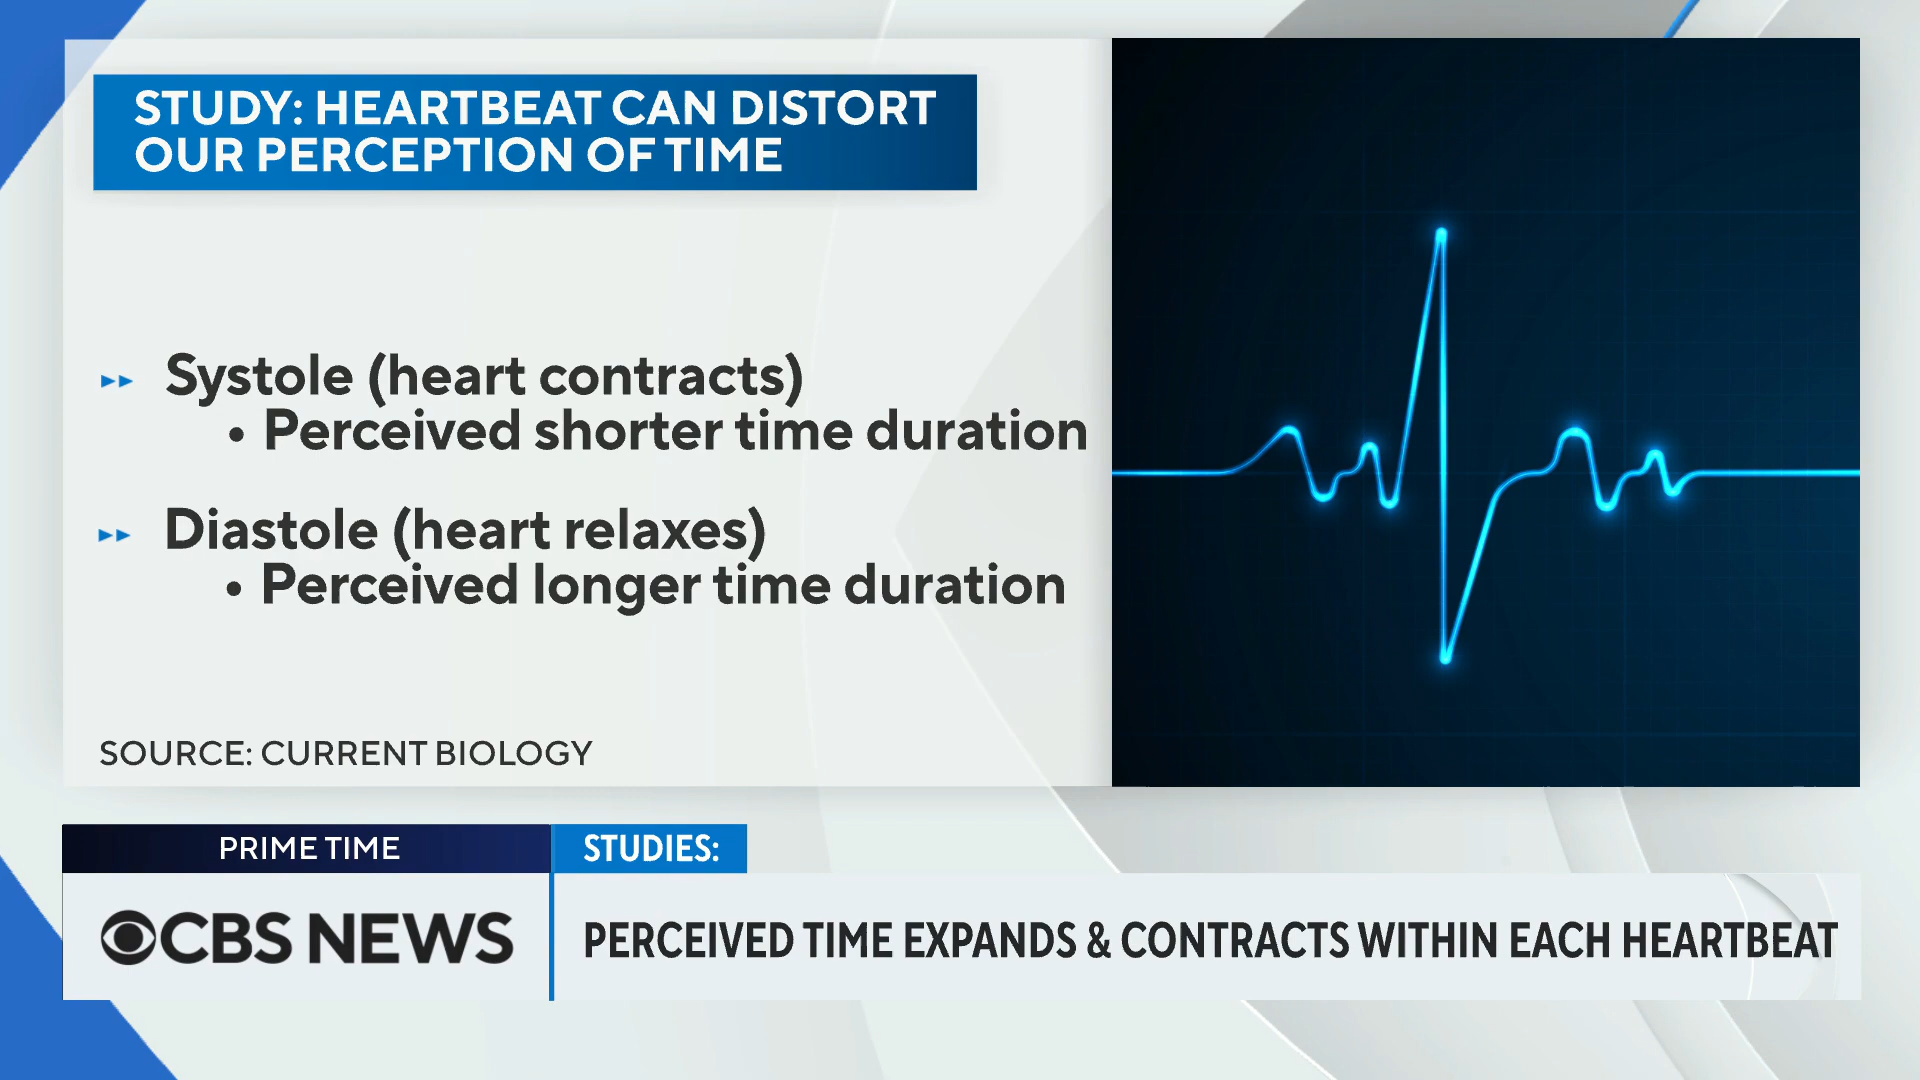 STUDY: HEARTBEAT CAN DISTORT
OUR PERCEPTION OF TIME
Systole (heart contracts)
• Perceived shorter time duration
Diastole (heart relaxes)
• Perceived longer time duration
SOURCE: CURRENT BIOLOGY
PRIME TIME
STUDIES:
CBS NEWS
PERCEIVED TIME EXPANDS & CONTRACTS WITHIN EACH HEARTBEAT